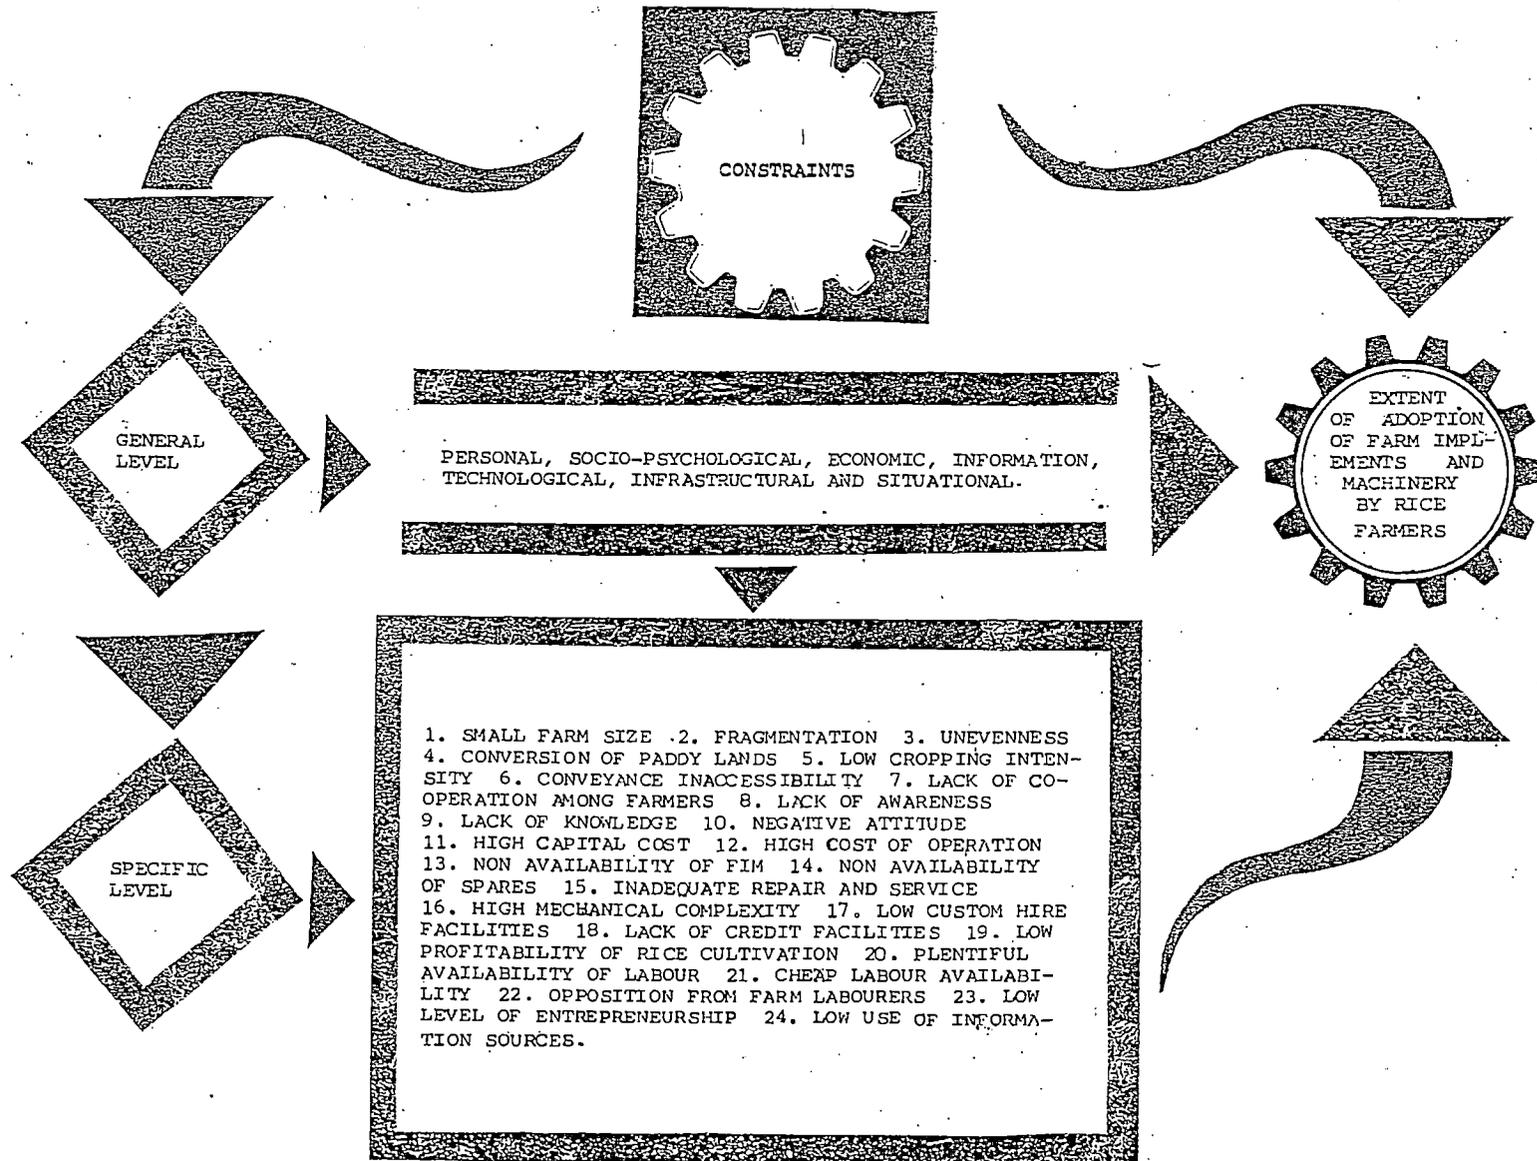 CONSTRAINTS
GENERAL
LEVEL
PERSONAL, SOCIO-PSYCHOLOGICAL, ECONOMIC, INFORMATION,
TECHNOLOGICAL, INFRASTRUCTURAL AND SITUATIONAL.
EXTENT
OF ADOPTION
OF FARM IMPL-
EMENTS AND
MACHINERY
BY RICE
FARMERS
SPECIFIC
LEVEL
1. SMALL FARM SIZE 2. FRAGMENTATION 3. UNEVENNESS
4. CONVERSION OF PADDY LANDS 5. LOW CROPPING INTEN-
SITY 6. CONVEYANCE INACCESSIBILITY 7. LACK OF CO-
OPERATION AMONG FARMERS 8. LACK OF AWARENESS
9. LACK OF KNOWLEDGE 10. NEGATIVE ATTITUDE
11. HIGH CAPITAL COST 12. HIGH COST OF OPERATION
13. NON AVAILABILITY OF FIM 14. NON AVAILABILITY
OF SPARES 15. INADEQUATE REPAIR AND SERVICE
16. HIGH MECHANICAL COMPLEXITY 17. LOW CUSTOM HIRE
FACILITIES 18. LACK OF CREDIT FACILITIES 19. LOW
PROFITABILITY OF RICE CULTIVATION 20. PLENTIFUL
AVAILABILITY OF LABOUR 21. CHEAP LABOUR AVAILABI-
LITY 22. OPPOSITION FROM FARM LABOURERS 23. LOW
LEVEL OF ENTREPRENEURSHIP 24. LOW USE OF INFORMA-
TION SOURCES.